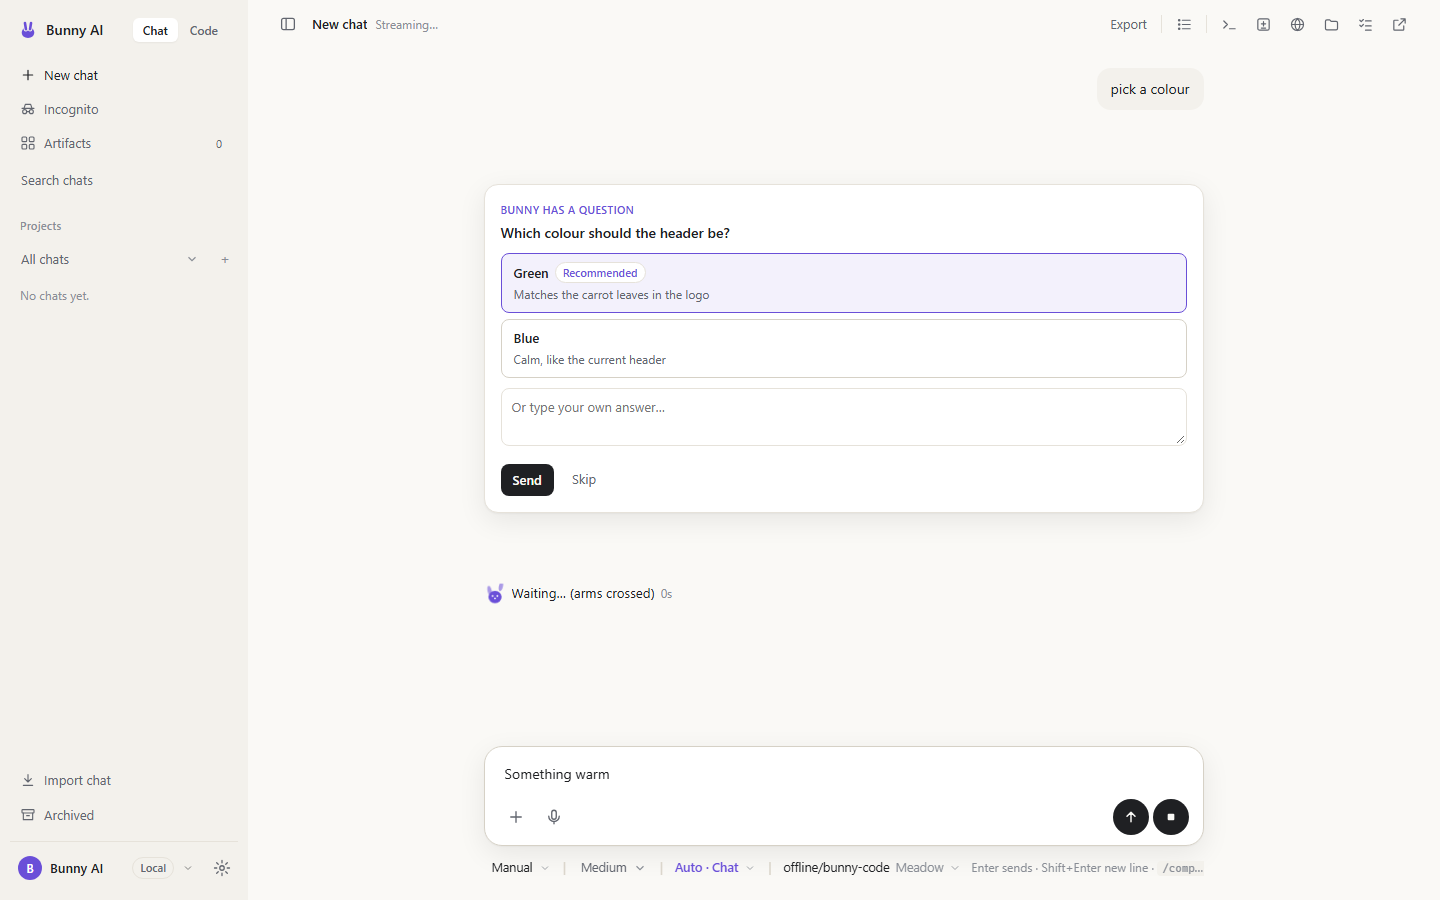 Bunny AI
Chat
Code
New chat
Incognito
Artifacts
0
Search chats
Projects
All chats
+
No chats yet.
Import chat
Archived
B
Bunny AI
Local
New chat
Streaming...
Export
pick a colour
BUNNY HAS A QUESTION
Which colour should the header be?
Green
Recommended
Matches the carrot leaves in the logo
Blue
Calm, like the current header
Or type your own answer...
Send
Skip
Waiting... (arms crossed) 0s
Something warm
Manual
Medium
Auto · Chat
offline/bunny-code Meadow
Enter sends · Shift+Enter new line · /comp...